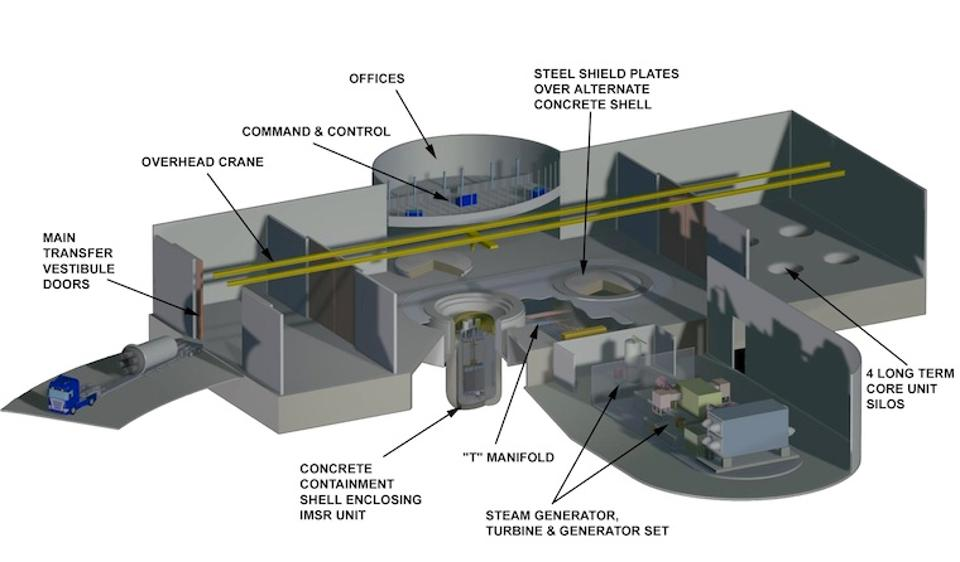 OFFICES
STEEL SHIELD PLATES
OVER ALTERNATE
CONCRETE SHELL
COMMAND & CONTROL
OVERHEAD CRANE
MAIN
TRANSFER
VESTIBULE
DOORS
4 LONG TERM
CORE UNIT
SILOS
"T" MANIFOLD
CONCRETE
CONTAINMENT
SHELL ENCLOSING
IMSR UNIT
STEAM GENERATOR,
TURBINE & GENERATOR SET